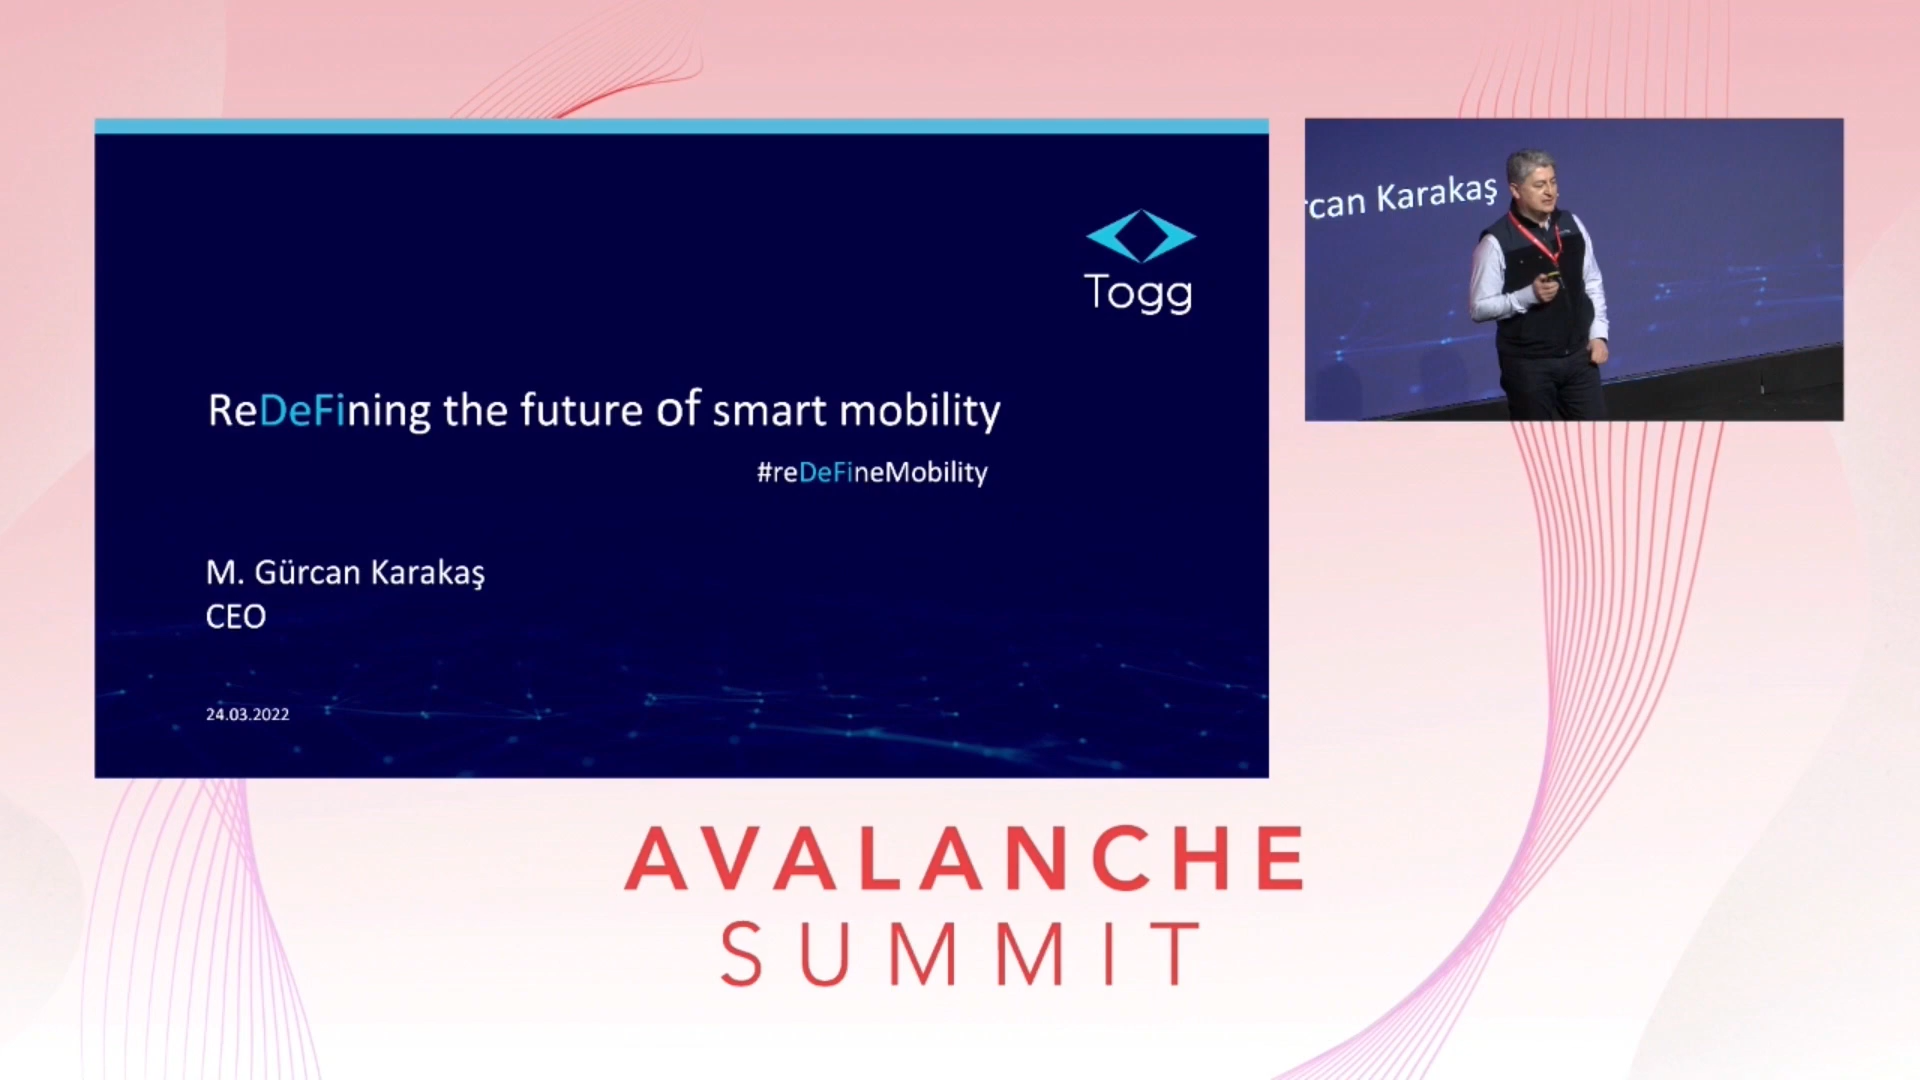 Togg
ReDeFining the future of smart mobility
#reDeFineMobility
M. Gürcan Karakaş
CEO
24.03.2022
rcan Karakaş
AVALANCHE
SUMMIT